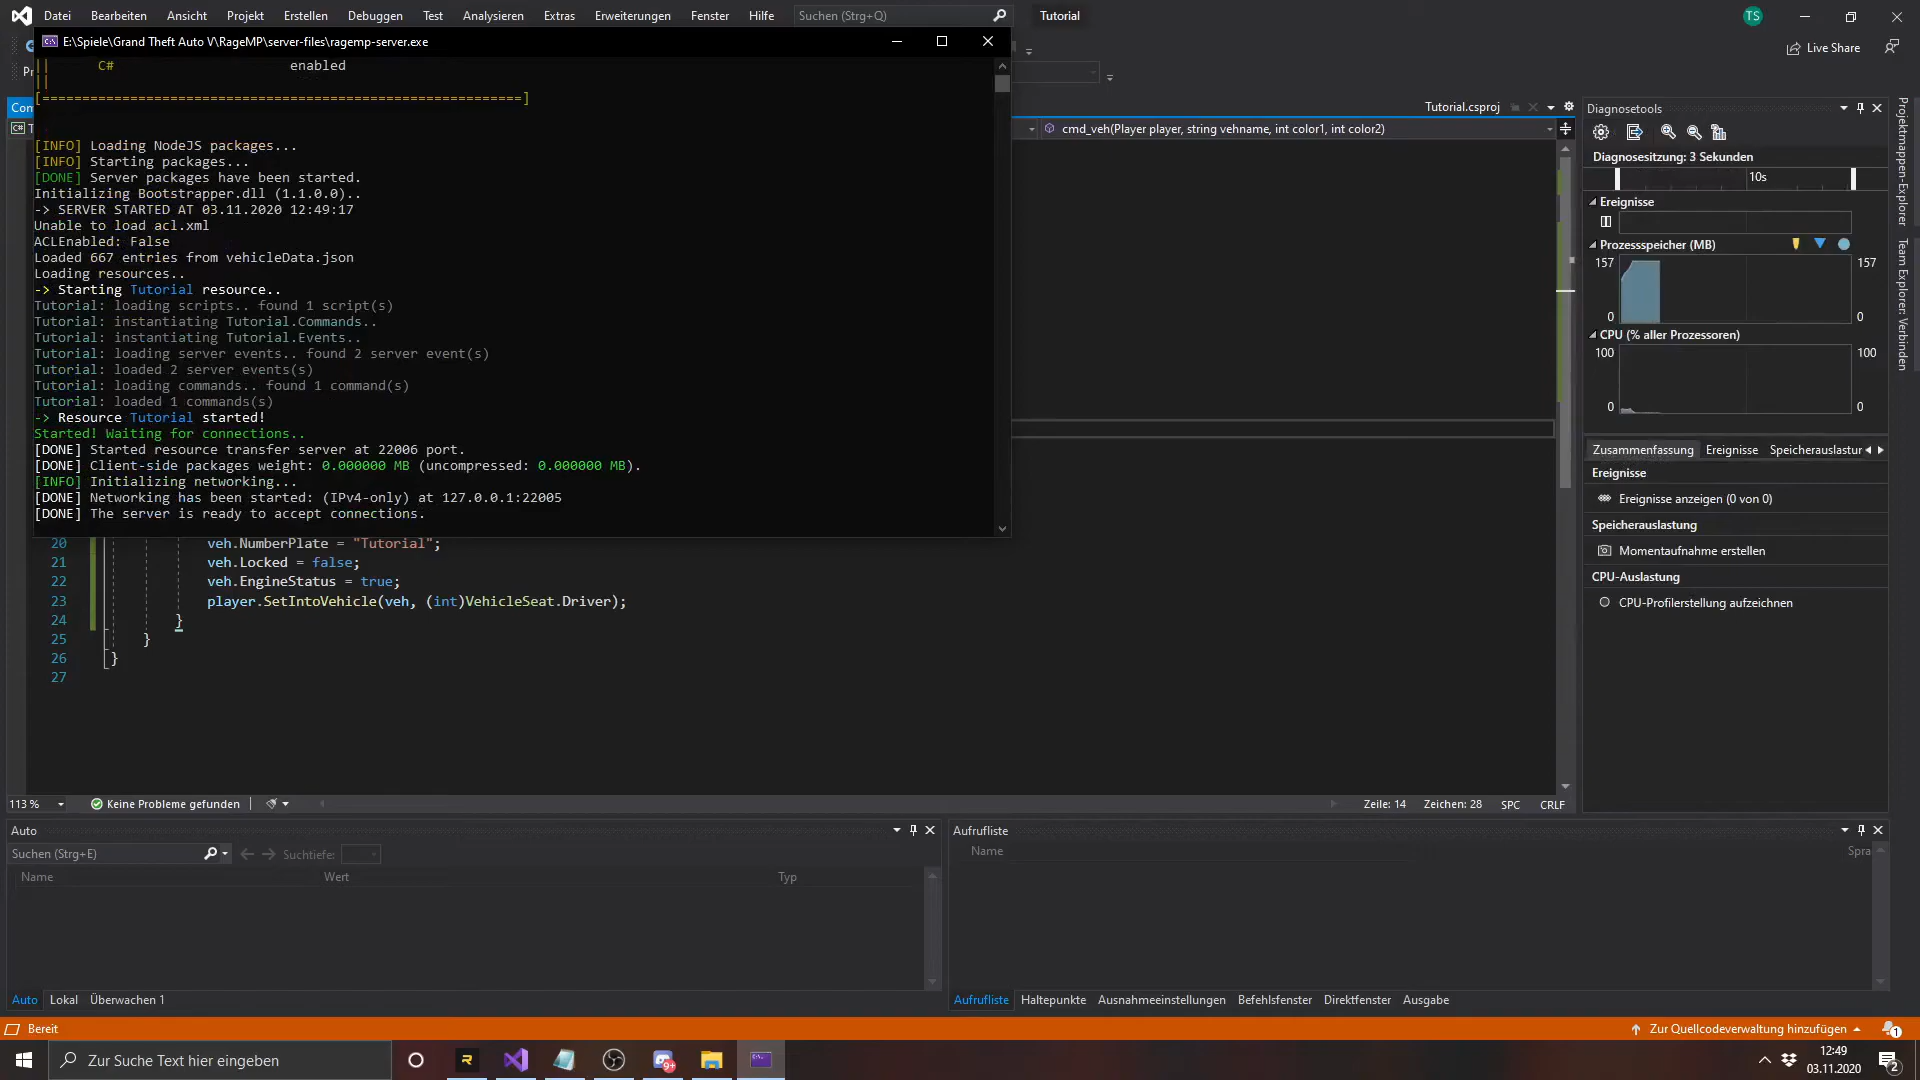 Datei Bearbeiten Ansicht Projekt Erstellen Debuggen Test Analysieren Extras Erweiterungen Fenster Hilfe Suchen (Strg+Q) Tutorial TS
E:\Spiele\Grand Theft Auto V\RageMP\server-files\ragemp-server.exe
Live Share
|| C# enabled
||
[============================================================]
Tutorial.csproj
cmd_veh(Player player, string vehname, int color1, int color2)
[INFO] Loading NodeJS packages...
[INFO] Starting packages...
[DONE] Server packages have been started.
Initializing Bootstrapper.dll (1.1.0.0)..
-> SERVER STARTED AT 03.11.2020 12:49:17
Unable to load acl.xml
ACLEnabled: False
Loaded 667 entries from vehicleData.json
Loading resources..
-> Starting Tutorial resource..
Tutorial: loading scripts.. found 1 script(s)
Tutorial: instantiating Tutorial.Commands..
Tutorial: instantiating Tutorial.Events..
Tutorial: loading server events.. found 2 server event(s)
Tutorial: loaded 2 server events(s)
Tutorial: loading commands.. found 1 command(s)
Tutorial: loaded 1 commands(s)
-> Resource Tutorial started!
Started! Waiting for connections..
[DONE] Started resource transfer server at 22006 port.
[DONE] Client-side packages weight: 0.000000 MB (uncompressed: 0.000000 MB).
[INFO] Initializing networking...
[DONE] Networking has been started: (IPv4-only) at 127.0.0.1:22005
[DONE] The server is ready to accept connections.
20 veh.NumberPlate = "Tutorial";
21 veh.Locked = false;
22 veh.EngineStatus = true;
23 player.SetIntoVehicle(veh, (int)VehicleSeat.Driver);
24 }
25 }
26 }
27
113 % Keine Probleme gefunden Zeile: 14 Zeichen: 28 SPC CRLF
Diagnosetools
Diagnosesitzung: 3 Sekunden
10s
Ereignisse
Prozessspeicher (MB)
157 157
0 0
CPU (% aller Prozessoren)
100 100
0 0
Zusammenfassung Ereignisse Speicherauslastur
Ereignisse
Ereignisse anzeigen (0 von 0)
Speicherauslastung
Momentaufnahme erstellen
CPU-Auslastung
CPU-Profilerstellung aufzeichnen
Projektmappen-Explorer
Team Explorer: Verbinden
Auto
Suchen (Strg+E) Suchtiefe:
Name Wert Typ
Auto Lokal Überwachen 1
Aufrufliste
Name Spra
Aufrufliste Haltepunkte Ausnahmeeinstellungen Befehlsfenster Direktfenster Ausgabe
Bereit Zur Quellcodeverwaltung hinzufügen 1
Zur Suche Text hier eingeben
9+
12:49
03.11.2020
2